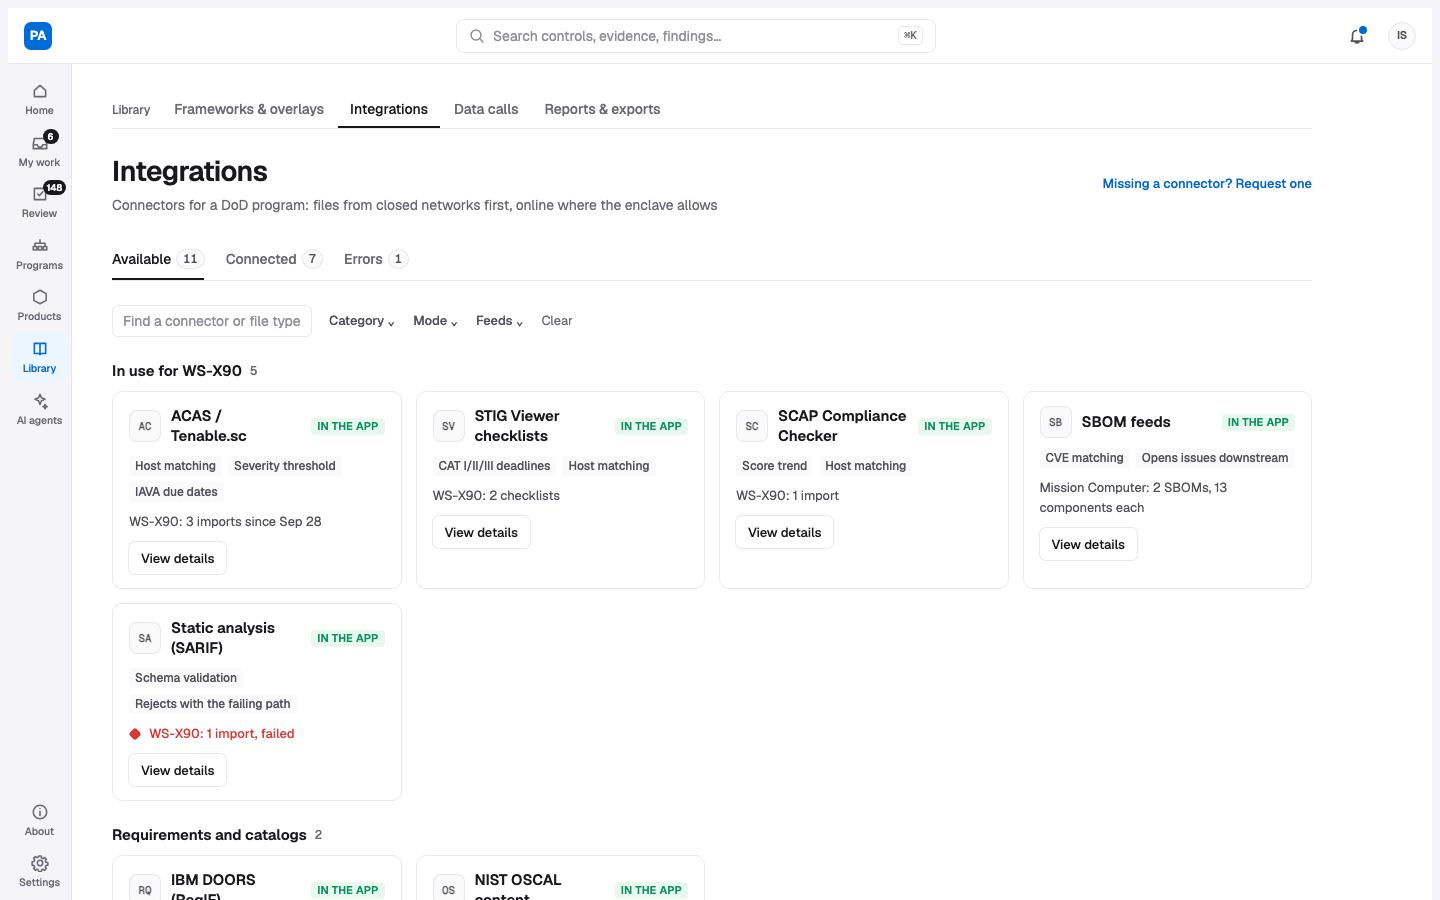 PA
Search controls, evidence, findings...
⌘K
IS
Home
6
My work
148
Review
Programs
Products
Library
AI agents
About
Settings
Library Frameworks & overlays Integrations Data calls Reports & exports
Integrations
Missing a connector? Request one
Connectors for a DoD program: files from closed networks first, online where the enclave allows
Available 11 Connected 7 Errors 1
Find a connector or file type Category Mode Feeds Clear
In use for WS-X90 5
AC
ACAS /
Tenable.sc
IN THE APP
Host matching Severity threshold
IAVA due dates
WS-X90: 3 imports since Sep 28
View details
SV
STIG Viewer
checklists
IN THE APP
CAT I/II/III deadlines Host matching
WS-X90: 2 checklists
View details
SC
SCAP Compliance
Checker
IN THE APP
Score trend Host matching
WS-X90: 1 import
View details
SB
SBOM feeds
IN THE APP
CVE matching Opens issues downstream
Mission Computer: 2 SBOMs, 13
components each
View details
SA
Static analysis
(SARIF)
IN THE APP
Schema validation
Rejects with the failing path
WS-X90: 1 import, failed
View details
Requirements and catalogs 2
RQ
IBM DOORS
(ReqIF)
IN THE APP
OS
NIST OSCAL
content
IN THE APP